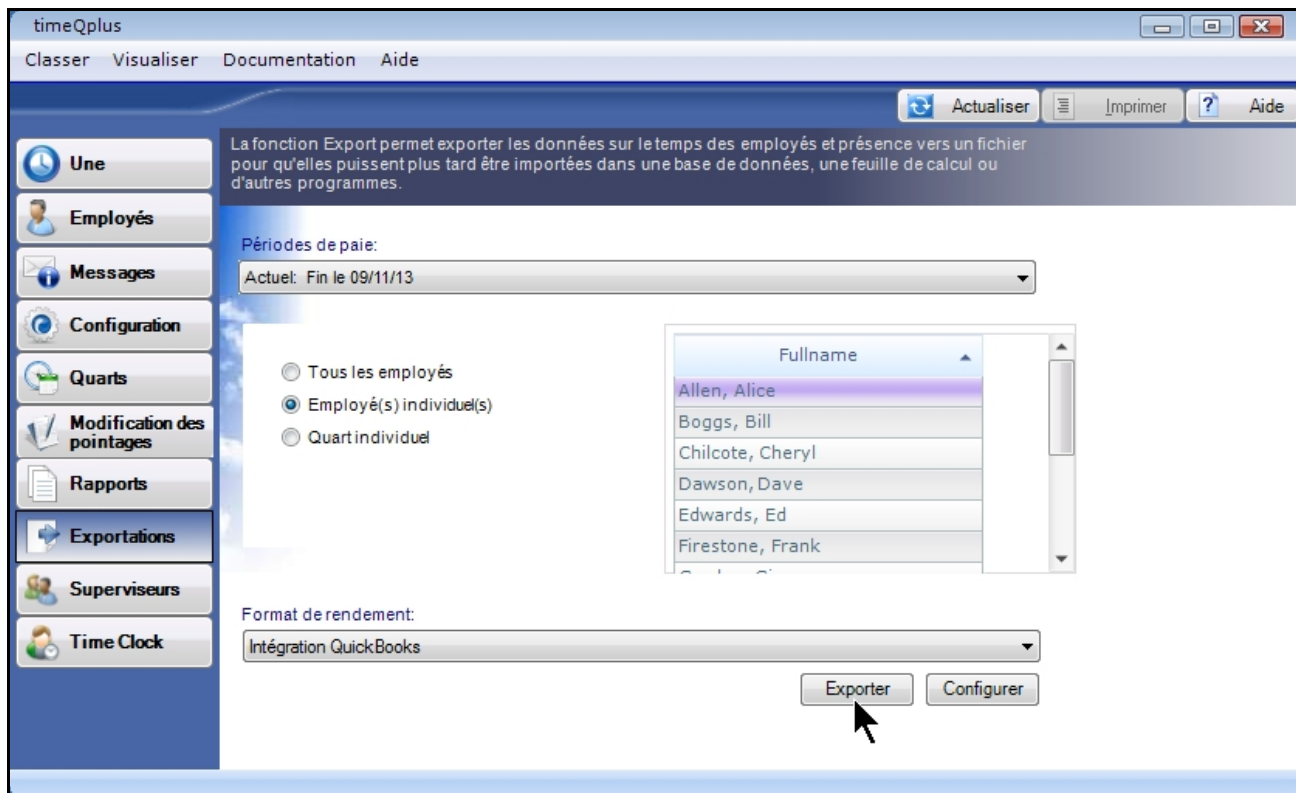 timeQplus
Classer Visualiser Documentation Aide
Actualiser Imprimer Aide
La fonction Export permet exporter les données sur le temps des employés et présence vers un fichier
pour qu'elles puissent plus tard être importées dans une base de données, une feuille de calcul ou
d'autres programmes.
Une
Employés
Messages
Configuration
Quarts
Modification des
pointages
Rapports
Exportations
Superviseurs
Time Clock
Périodes de paie:
Actuel: Fin le 09/11/13
Tous les employés
Employé(s) individuel(s)
Quart individuel
Fullname
Allen, Alice
Boggs, Bill
Chilcote, Cheryl
Dawson, Dave
Edwards, Ed
Firestone, Frank
Format de rendement:
Intégration QuickBooks
Exporter Configurer